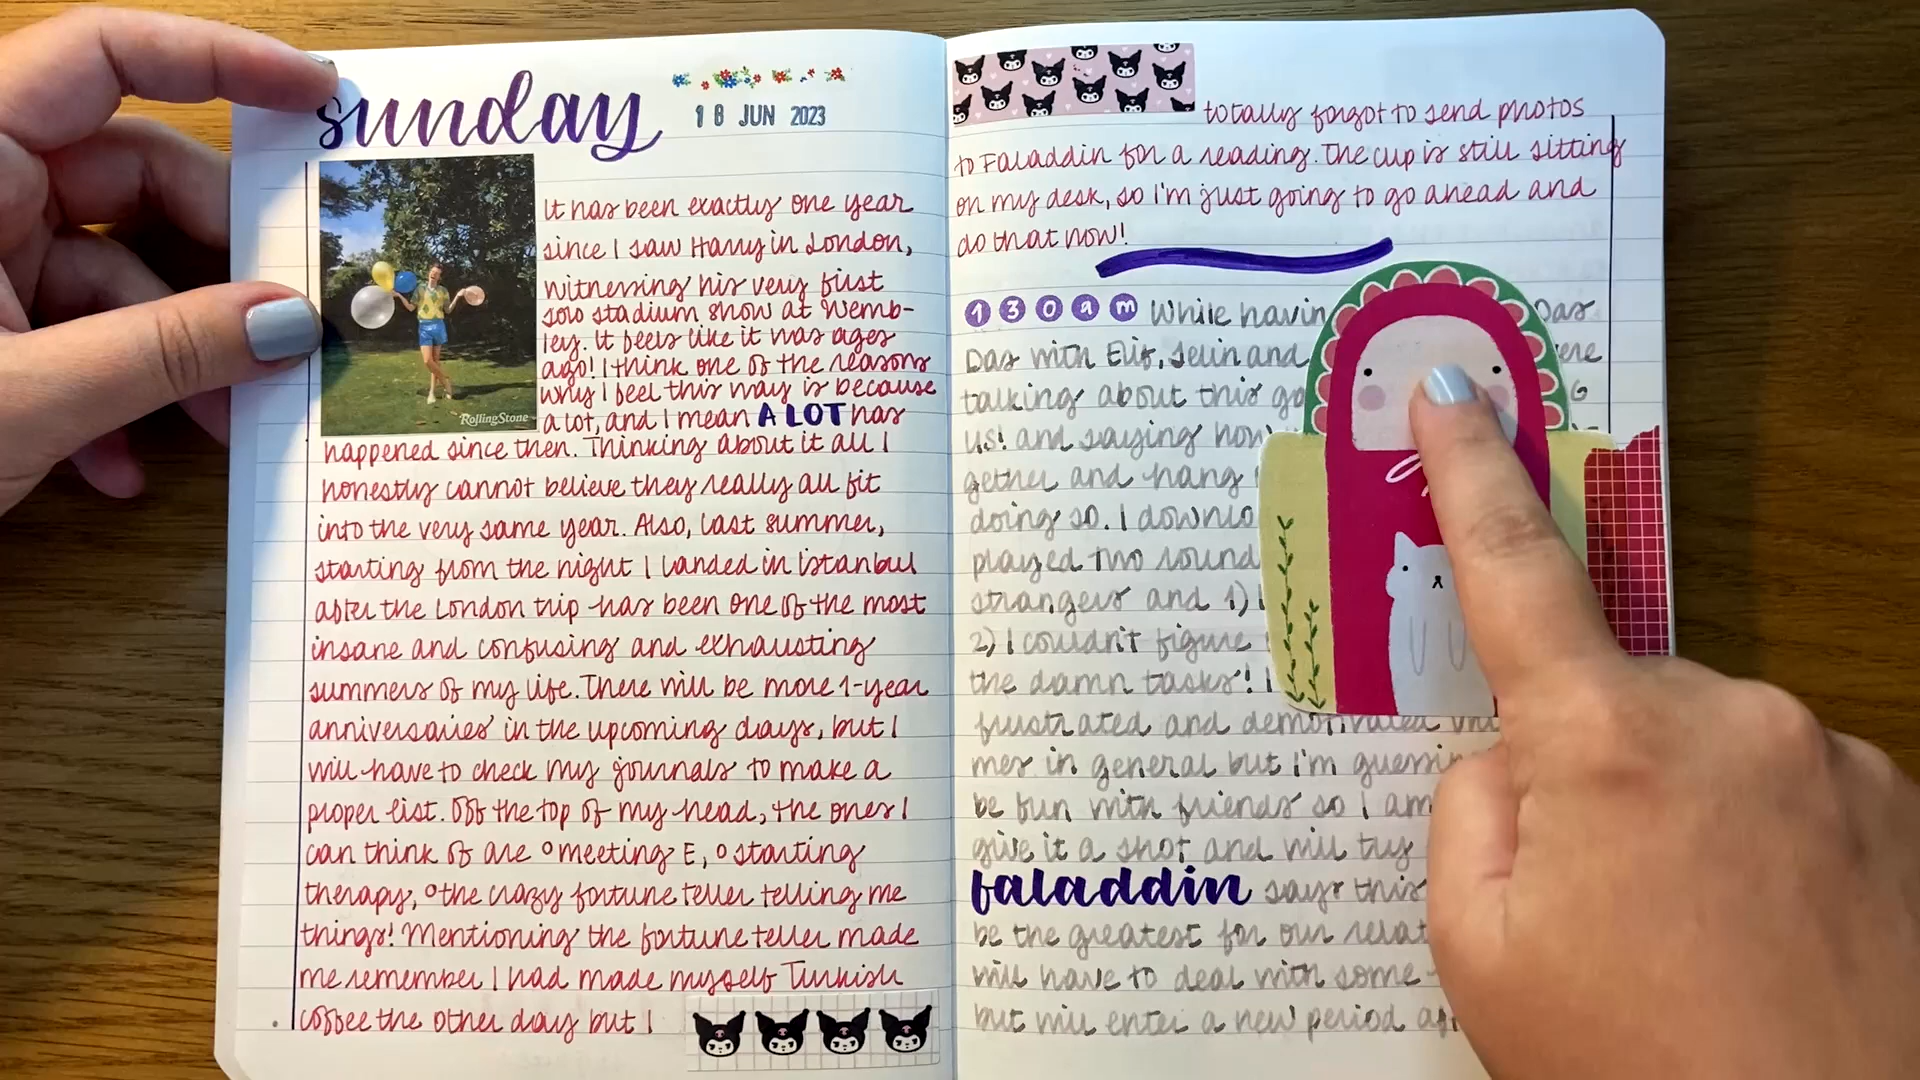 sunday
18 JUN 2023
It has been exactly one year
since I saw Harry in London,
witnessing his very first
solo stadium show at Wemb-
ley. It feels like it was ages
ago! I think one of the reasons
why I feel this way is because
a lot, and I mean A LOT has
RollingStone
happened since then. Thinking about it all I
honestly cannot believe they really all fit
into the very same year. Also, last summer,
starting from the night I landed in Istanbul
after the London trip has been one of the most
insane and confusing and exhausting
summers of my life. There will be more 1-year
anniversaries in the upcoming days, but I
will have to check my journals to make a
proper list. Off the top of my head, the ones I
can think of are °meeting E, °starting
therapy, °the crazy fortune teller telling me
things! Mentioning the fortune teller made
me remember I had made myself Turkish
coffee the other day but I
totally forgot to send photos
to Faladdin for a reading. The cup is still sitting
on my desk, so I'm just going to go ahead and
do that now!
130am While havin Das
Das with Elif, Selin and ere
talking about this ga G
us! and saying how
gether and hang
doing so. I downlo
played two round
strangers and 1)
2) I couldn't figure
the damn tasks! I
frustrated and demotivated
mes in general but I'm guessin
be fun with friends so I am
give it a shot and will try
faladdin says this
be the greatest for our relat
will have to deal with some
but will enter a new period